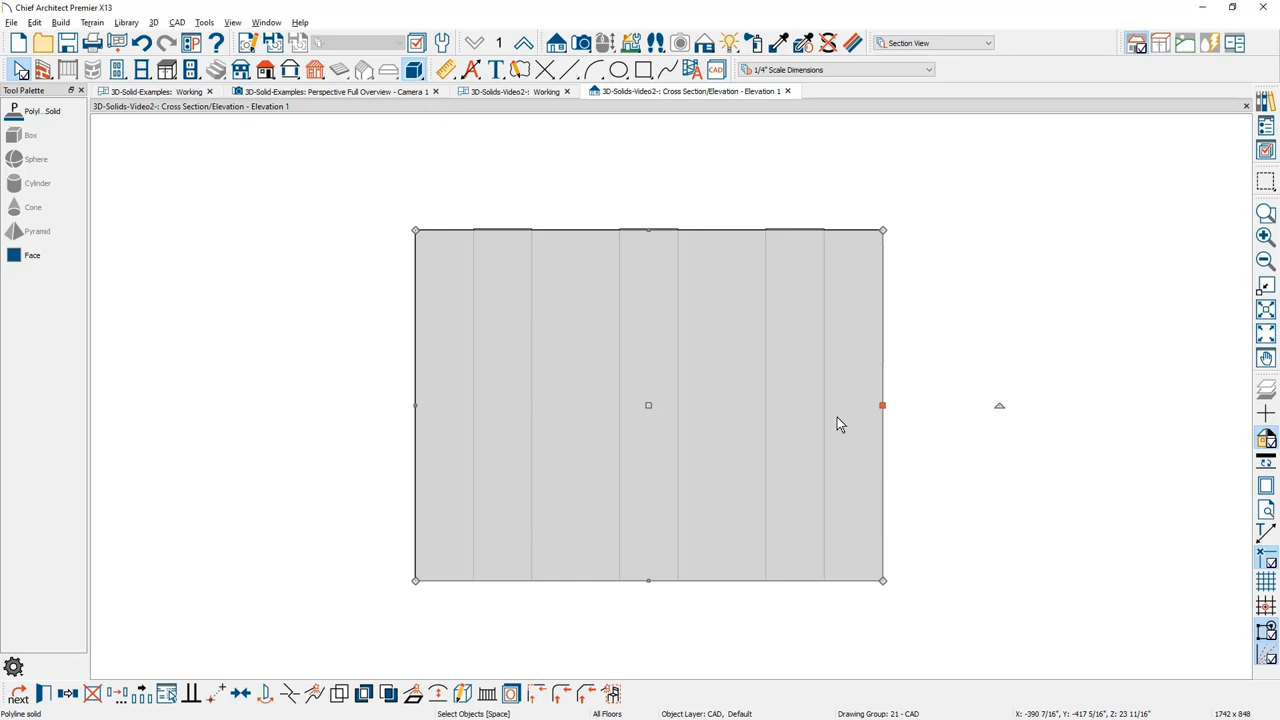 Chief Architect Premier X13
File Edit Build Terrain Library 3D CAD Tools View Window Help
1
Section View
CAD
1/4" Scale Dimensions
Tool Palette
3D-Solid-Examples: Working
3D-Solid-Examples: Perspective Full Overview - Camera 1
3D-Solids-Video2-: Working
3D-Solids-Video2-: Cross Section/Elevation - Elevation 1
3D-Solids-Video2-: Cross Section/Elevation - Elevation 1
Polyl...Solid
Box
Sphere
Cylinder
Cone
Pyramid
Face
next
Polyline solid
Select Objects [Space]
All Floors
Object Layer: CAD, Default
Drawing Group: 21 - CAD
X: -390 7/16", Y: -417 5/16", Z: 23 11/16"
1742 x 848